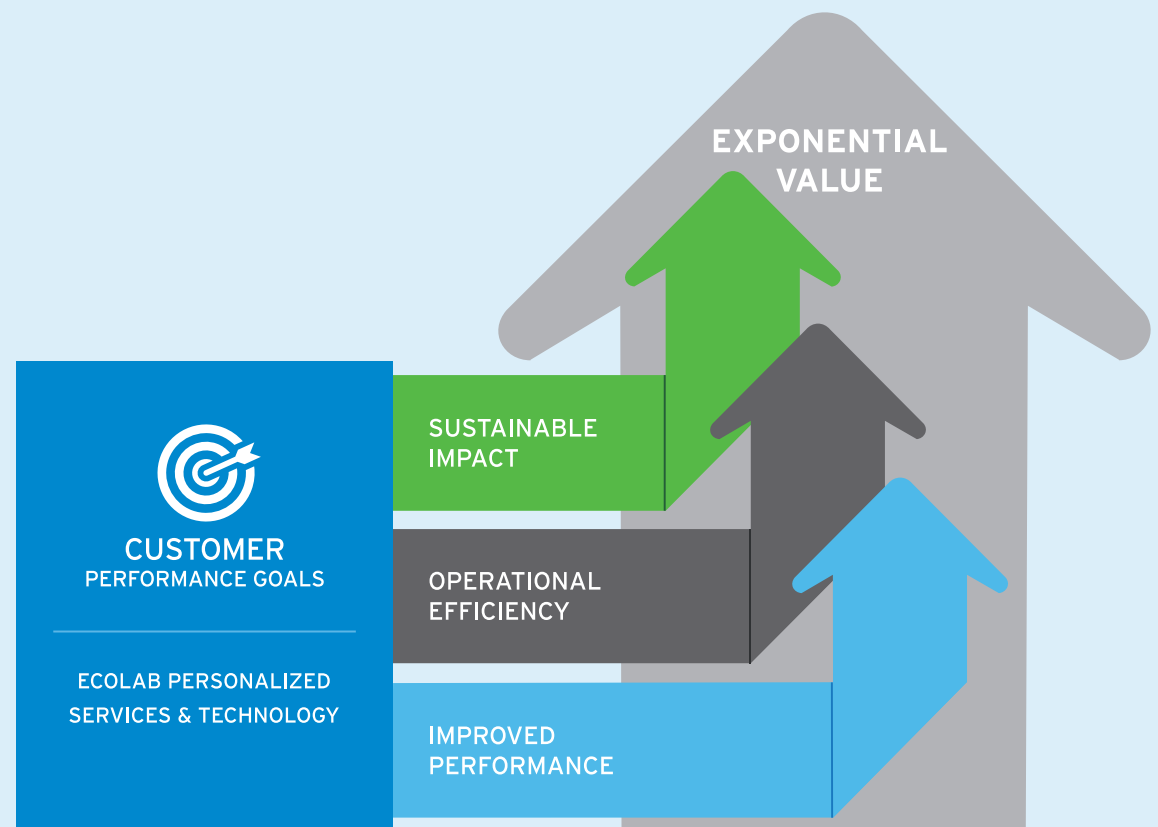 EXPONENTIAL
VALUE
CUSTOMER
PERFORMANCE GOALS
ECOLAB PERSONALIZED
SERVICES & TECHNOLOGY
SUSTAINABLE
IMPACT
OPERATIONAL
EFFICIENCY
IMPROVED
PERFORMANCE